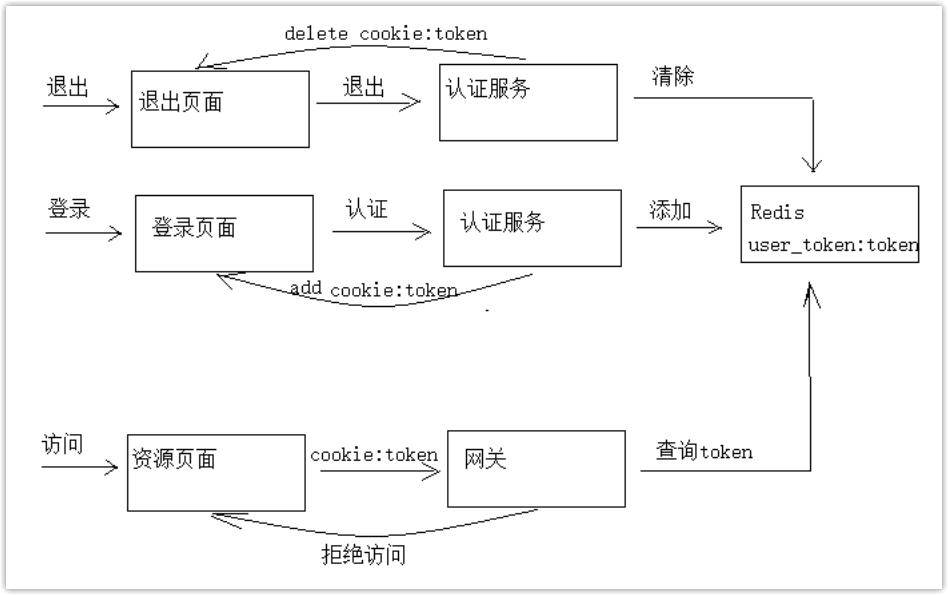 delete cookie:token
退出
退出页面
退出
认证服务
清除
登录
登录页面
认证
认证服务
添加
Redis
user_token:token
add cookie:token
访问
资源页面
cookie:token
网关
查询token
拒绝访问